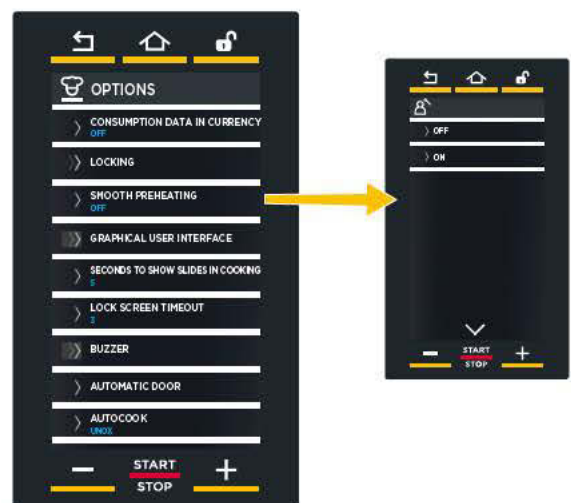 OPTIONS
CONSUMPTION DATA IN CURRENCY
OFF
LOCKING
SMOOTH PREHEATING
OFF
GRAPHICAL USER INTERFACE
SECONDS TO SHOW SLIDES IN COOKING
5
LOCK SCREEN TIMEOUT
2
BUZZER
AUTOMATIC DOOR
AUTOCOOK
UNOX
START
STOP
OFF
ON
START
STOP